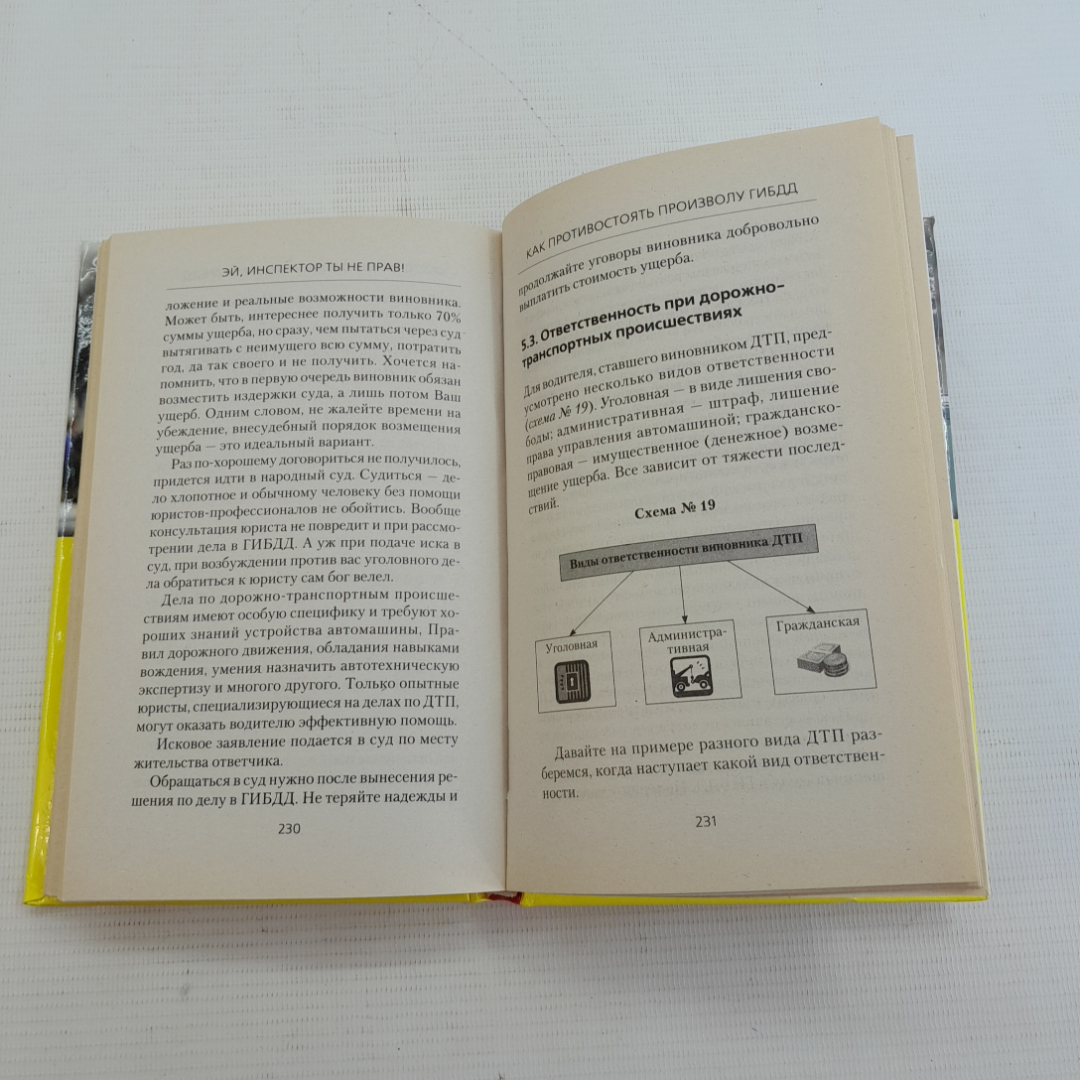 ЭЙ, ИНСПЕКТОР ТЫ НЕ ПРАВ!
ложение и реальные возможности виновника.
Может быть, интереснее получить только 70%
суммы ущерба, но сразу, чем пытаться через суд
вытягивать с неимущего всю сумму, потратить
год, да так своего и не получить. Хочется на-
помнить, что в первую очередь виновник обязан
возместить издержки суда, а лишь потом Ваш
ущерб. Одним словом, не жалейте времени на
убеждение, внесудебный порядок возмещения
ущерба — это идеальный вариант.
Раз по-хорошему договориться не получилось,
придется идти в народный суд. Судиться — де-
ло хлопотное и обычному человеку без помощи
юристов-профессионалов не обойтись. Вообще
консультация юриста не повредит и при рассмо-
трении дела в ГИБДД. А уж при подаче иска в
суд, при возбуждении против вас уголовного де-
ла обратиться к юристу сам бог велел.
Дела по дорожно-транспортным происше-
ствиям имеют особую специфику и требуют хо-
роших знаний устройства автомашины, Пра-
вил дорожного движения, обладания навыками
вождения, умения назначить автотехническую
экспертизу и многого другого. Только опытные
юристы, специализирующиеся на делах по ДТП,
могут оказать водителю эффективную помощь.
Исковое заявление подается в суд по месту
жительства ответчика.
Обращаться в суд нужно после вынесения ре-
шения по делу в ГИБДД. Не теряйте надежды и
230
КАК ПРОТИВОСТОЯТЬ ПРОИЗВОЛУ ГИБДД
продолжайте уговоры виновника добровольно
выплатить стоимость ущерба.
5.3. Ответственность при дорожно-
транспортных происшествиях
Для водителя, ставшего виновником ДТП, пред-
усмотрено несколько видов ответственности
(схема № 19). Уголовная — в виде лишения сво-
боды; административная — штраф, лишение
права управления автомашиной; гражданско-
правовая — имущественное (денежное) возме-
щение ущерба. Все зависит от тяжести послед-
ствий.
Схема № 19
Виды ответственности виновника ДТП
Уголовная
Администра-
тивная
Гражданская
Давайте на примере разного вида ДТП раз-
беремся, когда наступает какой вид ответствен-
ности.
231